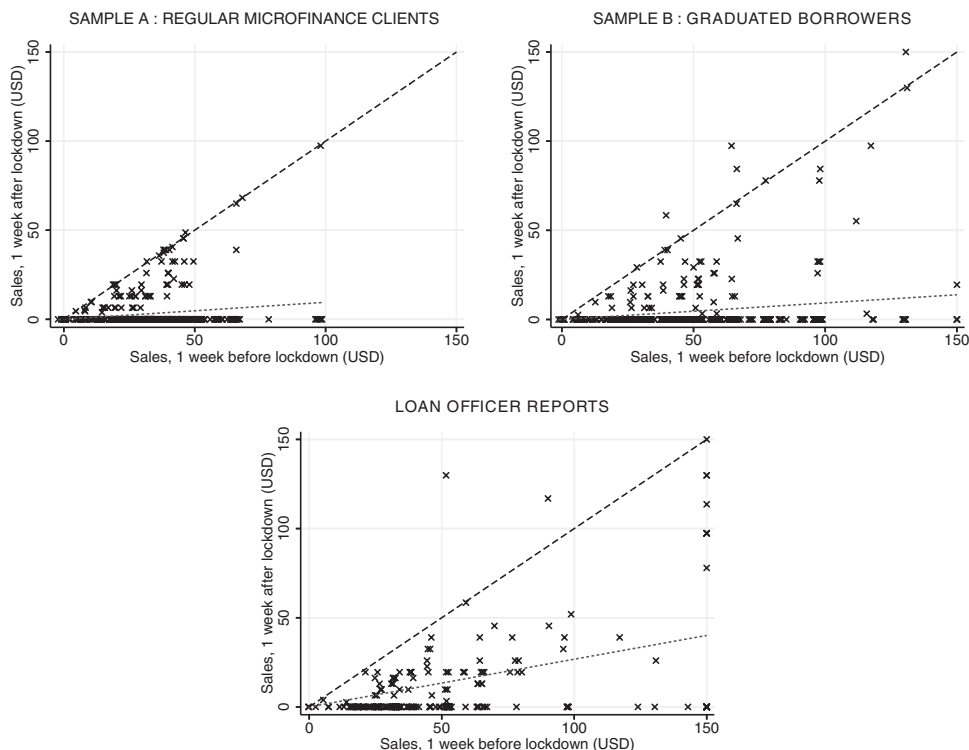 SAMPLE A : REGULAR MICROFINANCE CLIENTS
Sales, 1 week after lockdown (USD)
150
100
50
0
0 50 100 150
Sales, 1 week before lockdown (USD)
SAMPLE B : GRADUATED BORROWERS
Sales, 1 week after lockdown (USD)
150
100
50
0
0 50 100 150
Sales, 1 week before lockdown (USD)
LOAN OFFICER REPORTS
Sales, 1 week after lockdown (USD)
150
100
50
0
0 50 100 150
Sales, 1 week before lockdown (USD)